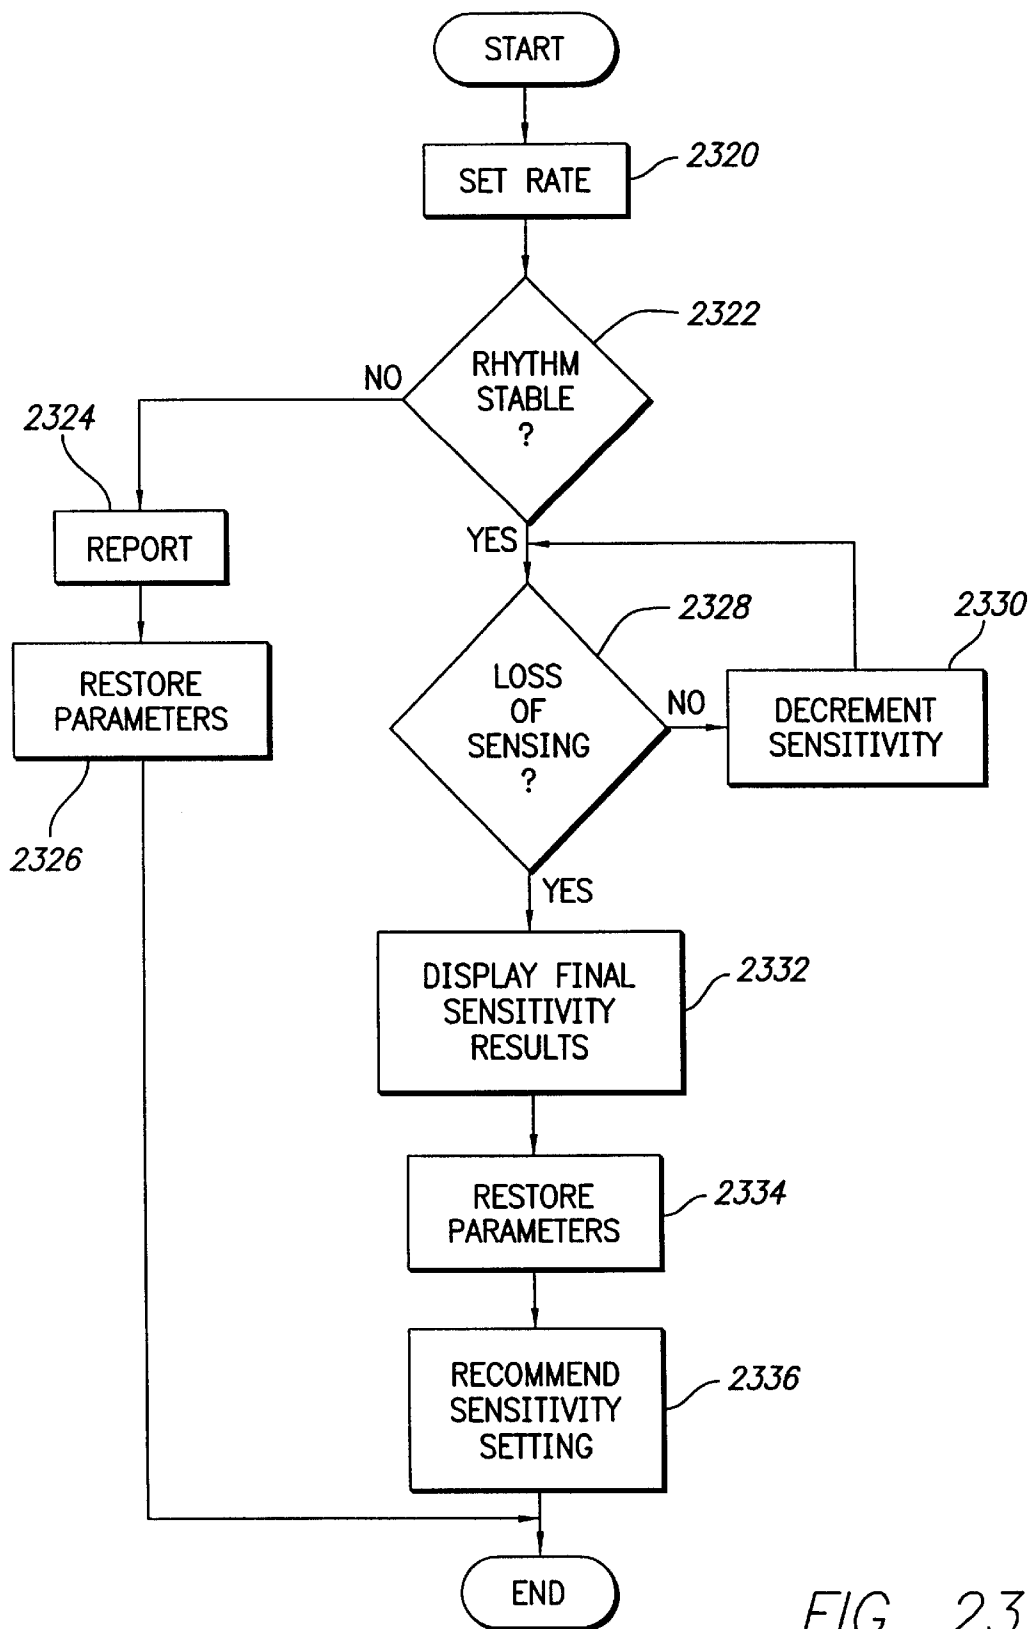 START
SET RATE
2320
RHYTHM
STABLE
?
2322
NO
2324
REPORT
YES
RESTORE
PARAMETERS
2326
LOSS
OF
SENSING
?
2328
NO
2330
DECREMENT
SENSITIVITY
YES
DISPLAY FINAL
SENSITIVITY
RESULTS
2332
RESTORE
PARAMETERS
2334
RECOMMEND
SENSITIVITY
SETTING
2336
END
FIG. 23